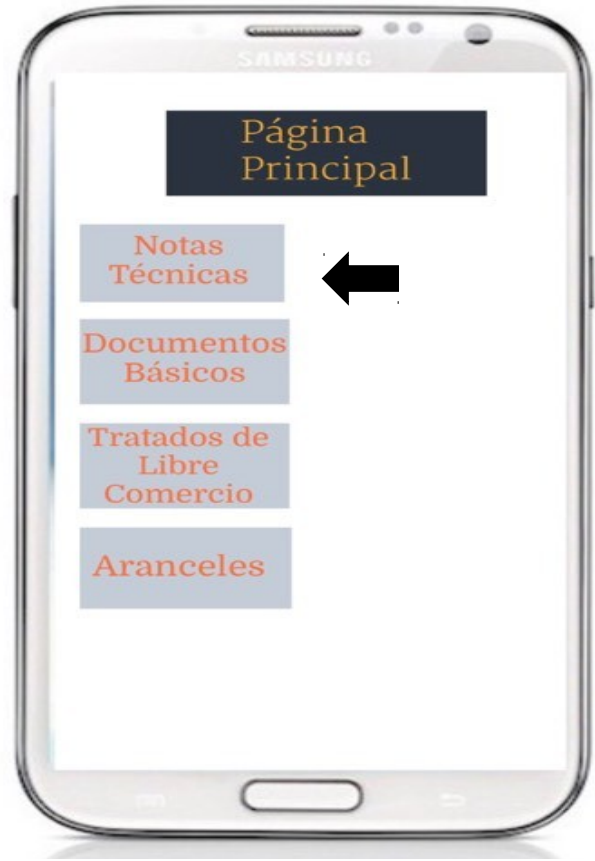 SAMSUNG
Página
Principal
Notas
Técnicas
Documentos
Básicos
Tratados de
Libre
Comercio
Aranceles